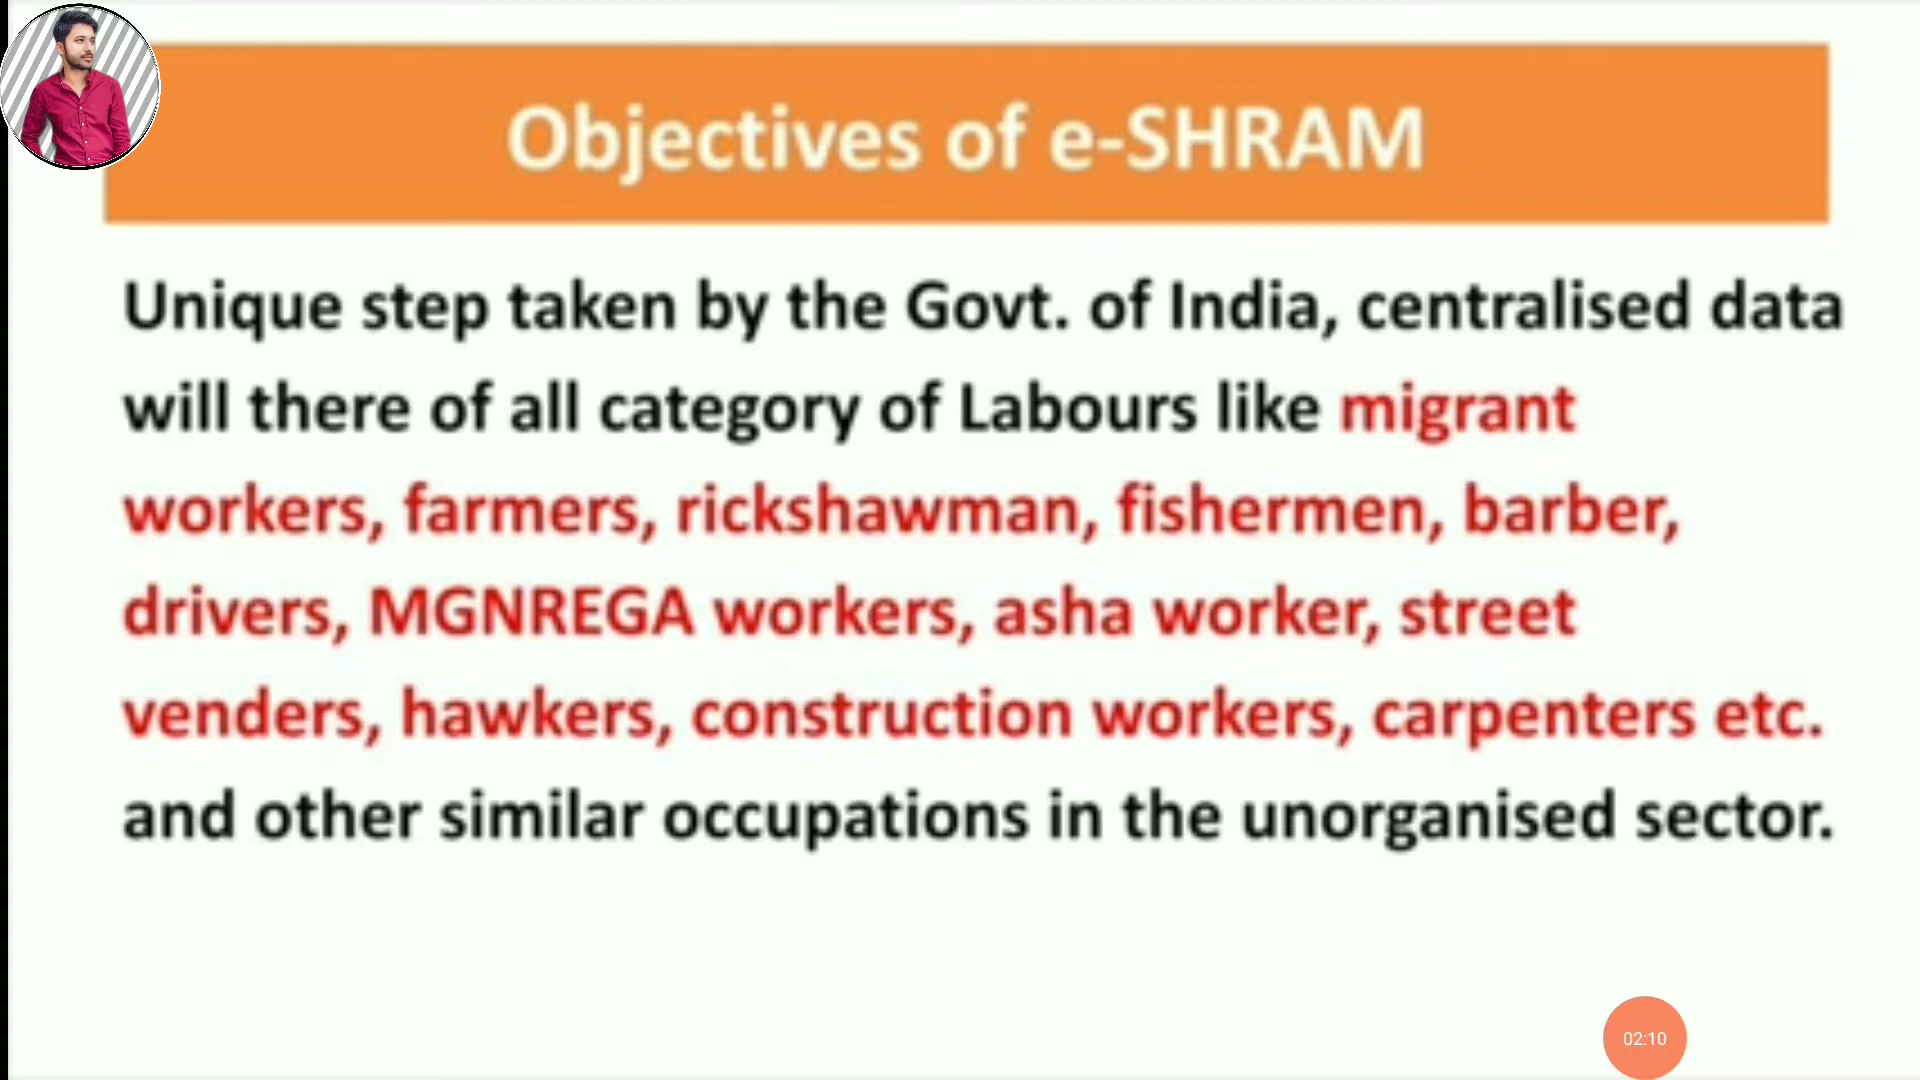 Objectives of e-SHRAM
Unique step taken by the Govt. of India, centralised data
will there of all category of Labours like migrant
workers, farmers, rickshawman, fishermen, barber,
drivers, MGNREGA workers, asha worker, street
venders, hawkers, construction workers, carpenters etc.
and other similar occupations in the unorganised sector.
02:10